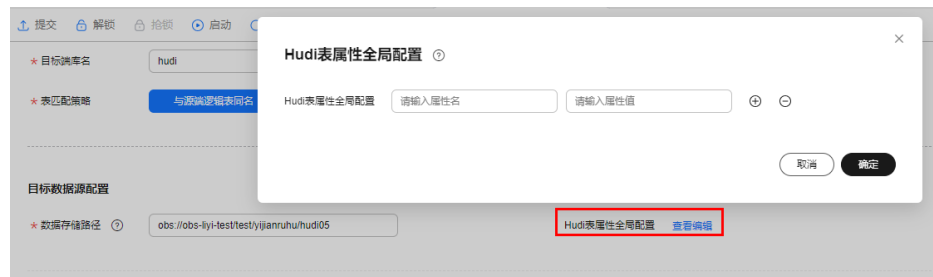 提交 解锁 抢锁 启动
* 目标端库名 hudi
* 表匹配策略 与源端逻辑表同名
Hudi表属性全局配置
Hudi表属性全局配置 请输入属性名 请输入属性值
取消 确定
目标数据源配置
* 数据存储路径 obs://obs-liyi-test/test/yijianruhu/hudi05 Hudi表属性全局配置 查看编辑